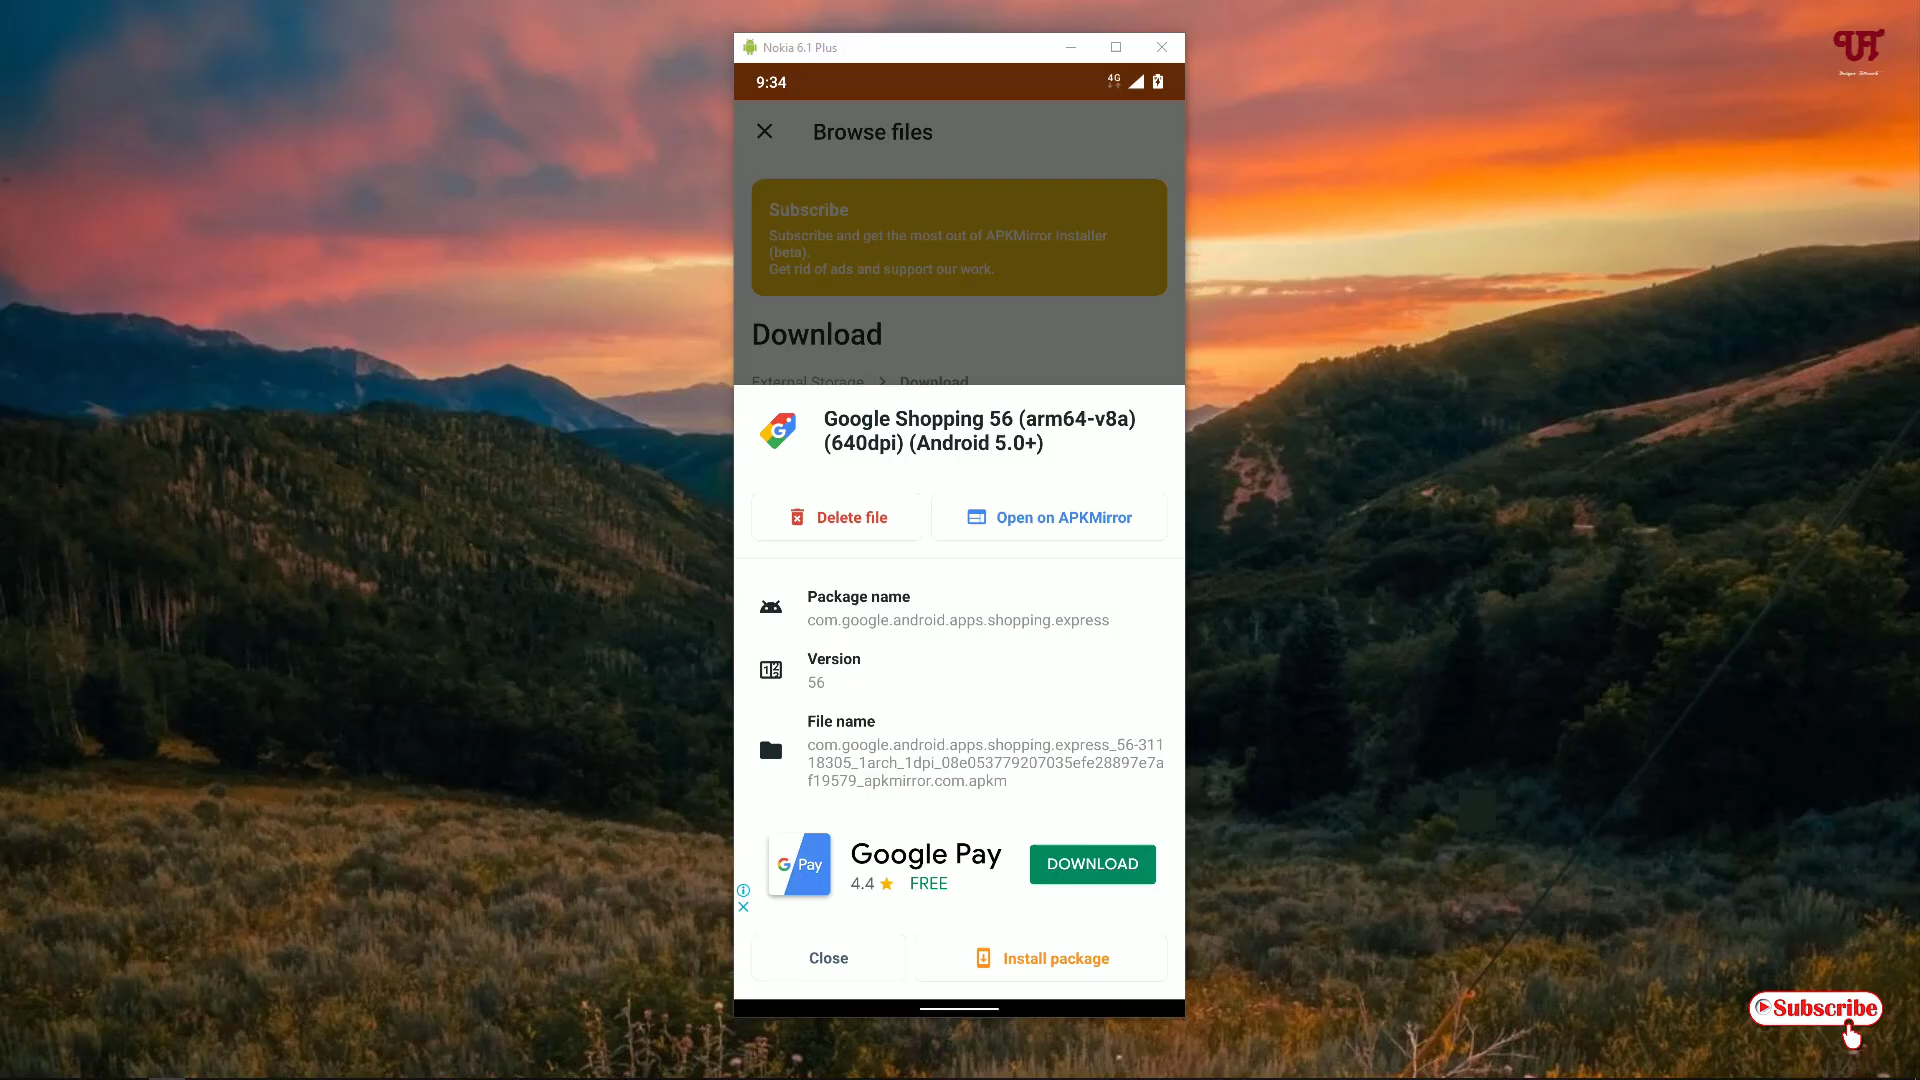 Nokia 6.1 Plus
9:34
4G
Browse files
Subscribe
Subscribe and get the most out of APKMirror Installer
(beta).
Get rid of ads and support our work.
Download
External Storage > Download
Google Shopping 56 (arm64-v8a)
(640dpi) (Android 5.0+)
Delete file
Open on APKMirror
Package name
com.google.android.apps.shopping.express
Version
56
File name
com.google.android.apps.shopping.express_56-311
18305_1arch_1dpi_08e053779207035efe28897e7a
f19579_apkmirror.com.apkm
G Pay
Google Pay
4.4 ★ FREE
DOWNLOAD
Close
Install package
Subscribe